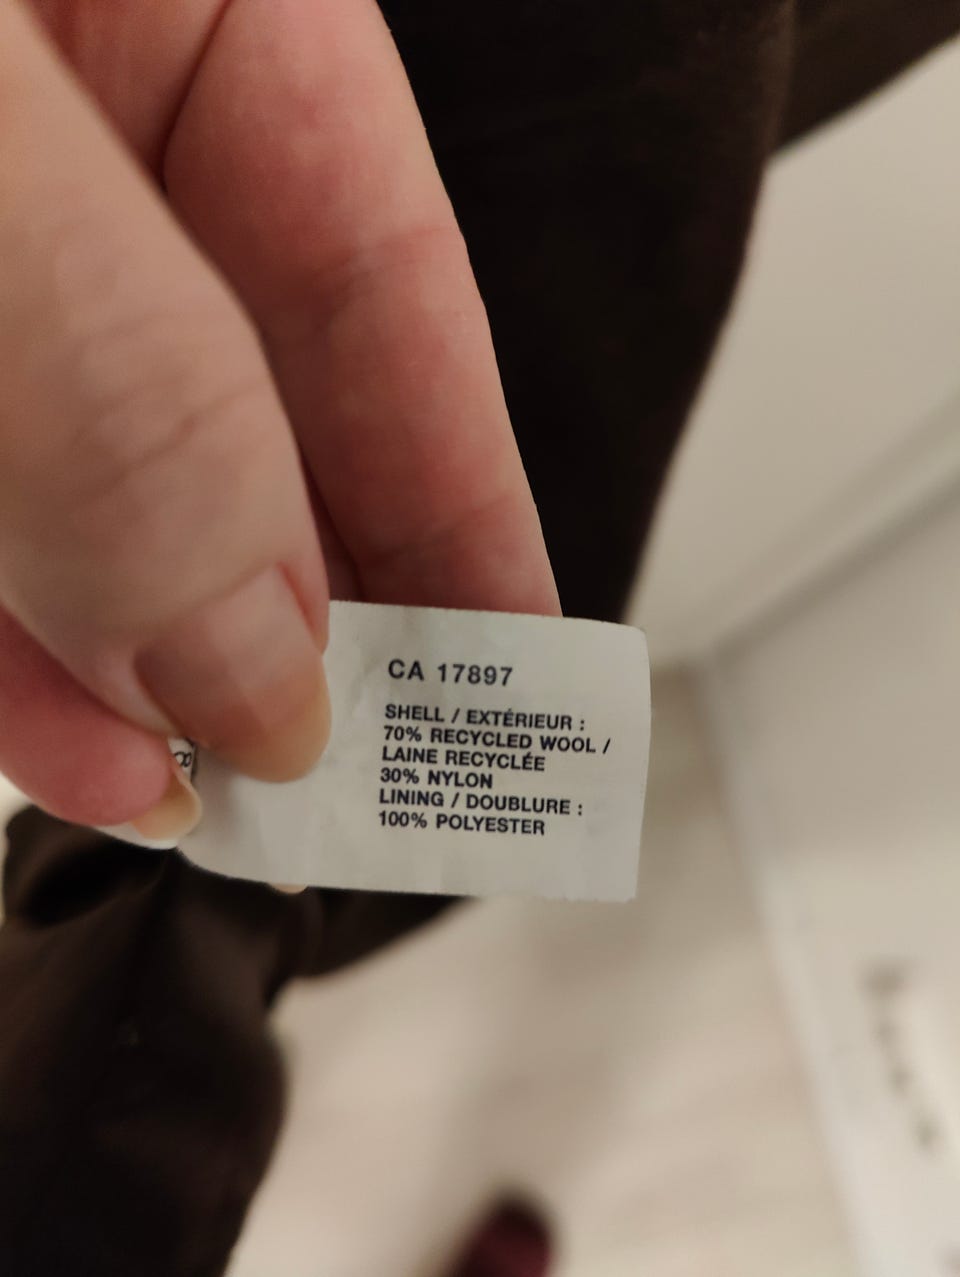 CA 17897
SHELL / EXTÉRIEUR :
70% RECYCLED WOOL /
LAINE RECYCLÉE
30% NYLON
LINING / DOUBLURE :
100% POLYESTER